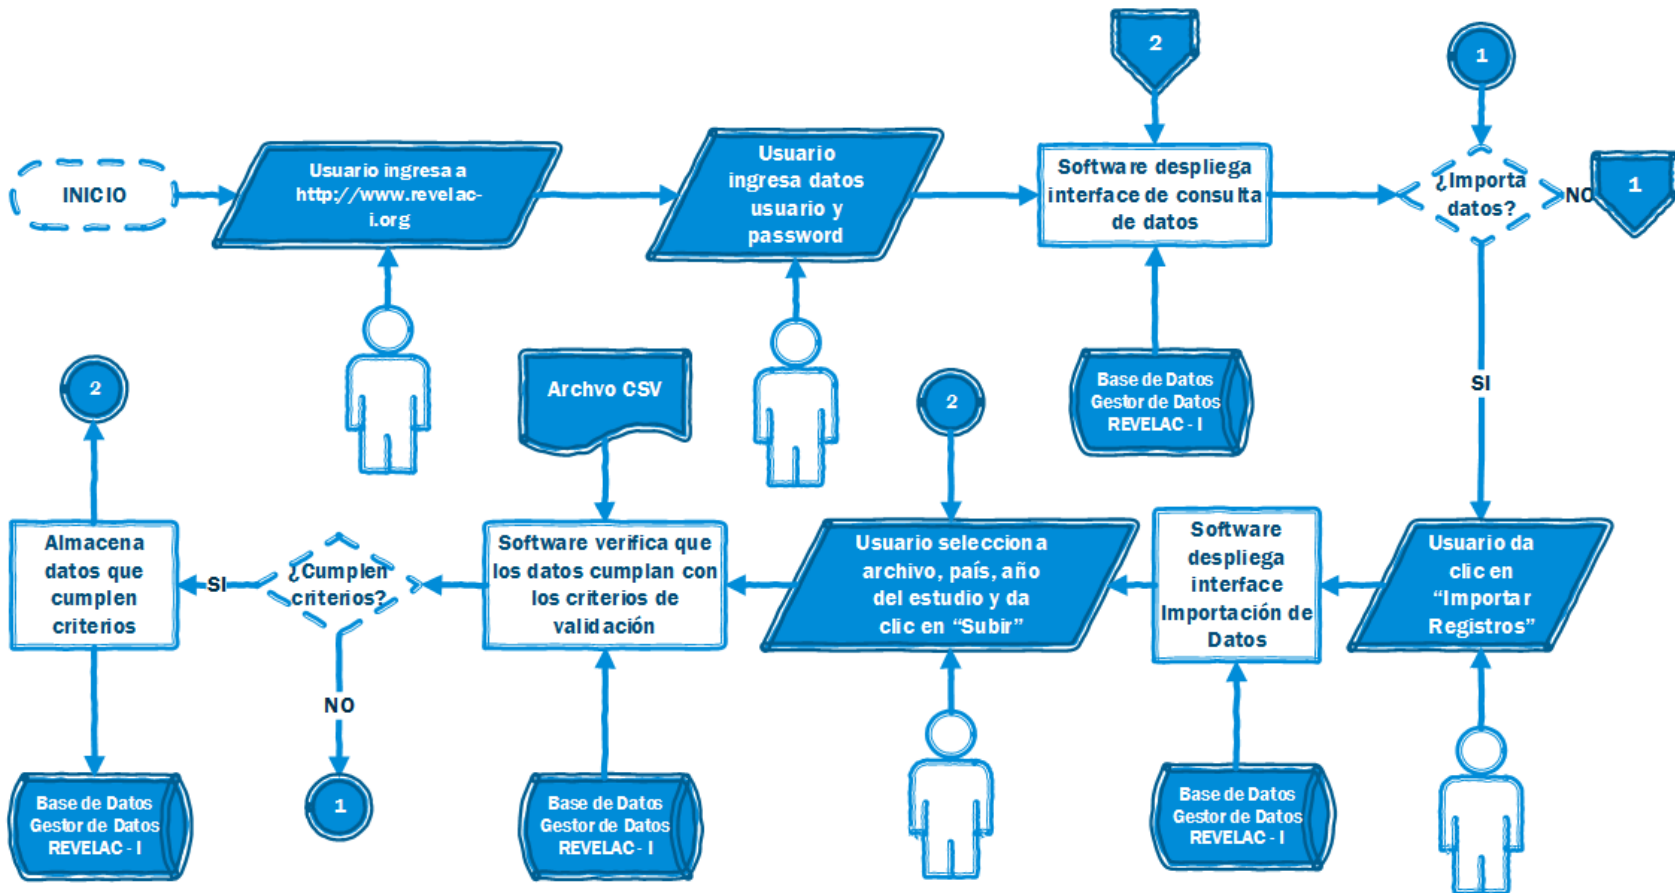 2
1
INICIO
Usuario ingresa a
http://www.revelac-
i.org
Usuario
ingresa datos
usuario y
password
Software despliega
interface de consulta
de datos
¿Importa
datos?
NO
1
SI
Base de Datos
Gestor de Datos
REVELAC - I
2
Archvo CSV
2
Almacena
datos que
cumplen
criterios
SI
¿Cumplen
criterios?
NO
Software verifica que
los datos cumplan con
los criterios de
validación
Usuario selecciona
archivo, país, año
del estudio y da
clic en “Subir”
Software
despliega
interface
Importación de
Datos
Usuario da
clic en
“Importar
Registros”
Base de Datos
Gestor de Datos
REVELAC - I
1
Base de Datos
Gestor de Datos
REVELAC - I
Base de Datos
Gestor de Datos
REVELAC - I